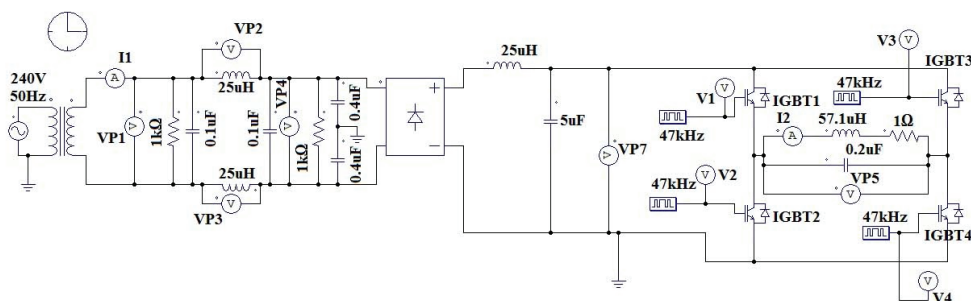 240V
50Hz
I1
A
VP1
V
1kΩ
0.1uF
VP2
V
25uH
25uH
VP3
V
0.1uF
VP4
V
1kΩ
0.4uF
0.4uF
25uH
5uF
VP7
V
V1
V
47kHz
IGBT1
V2
V
47kHz
IGBT2
V3
V
47kHz
IGBT3
I2
A
57.1uH
1Ω
0.2uF
VP5
V
47kHz
IGBT4
V
V4